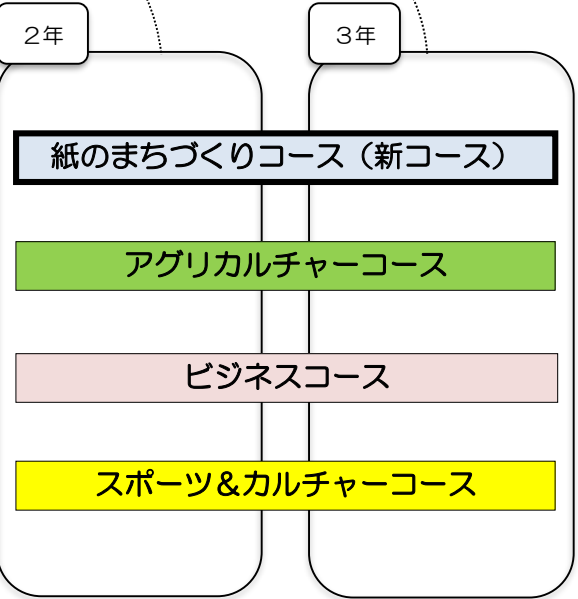 ２年
３年
紙のまちづくりコース（新コース）
アグリカルチャーコース
ビジネスコース
スポーツ＆カルチャーコース